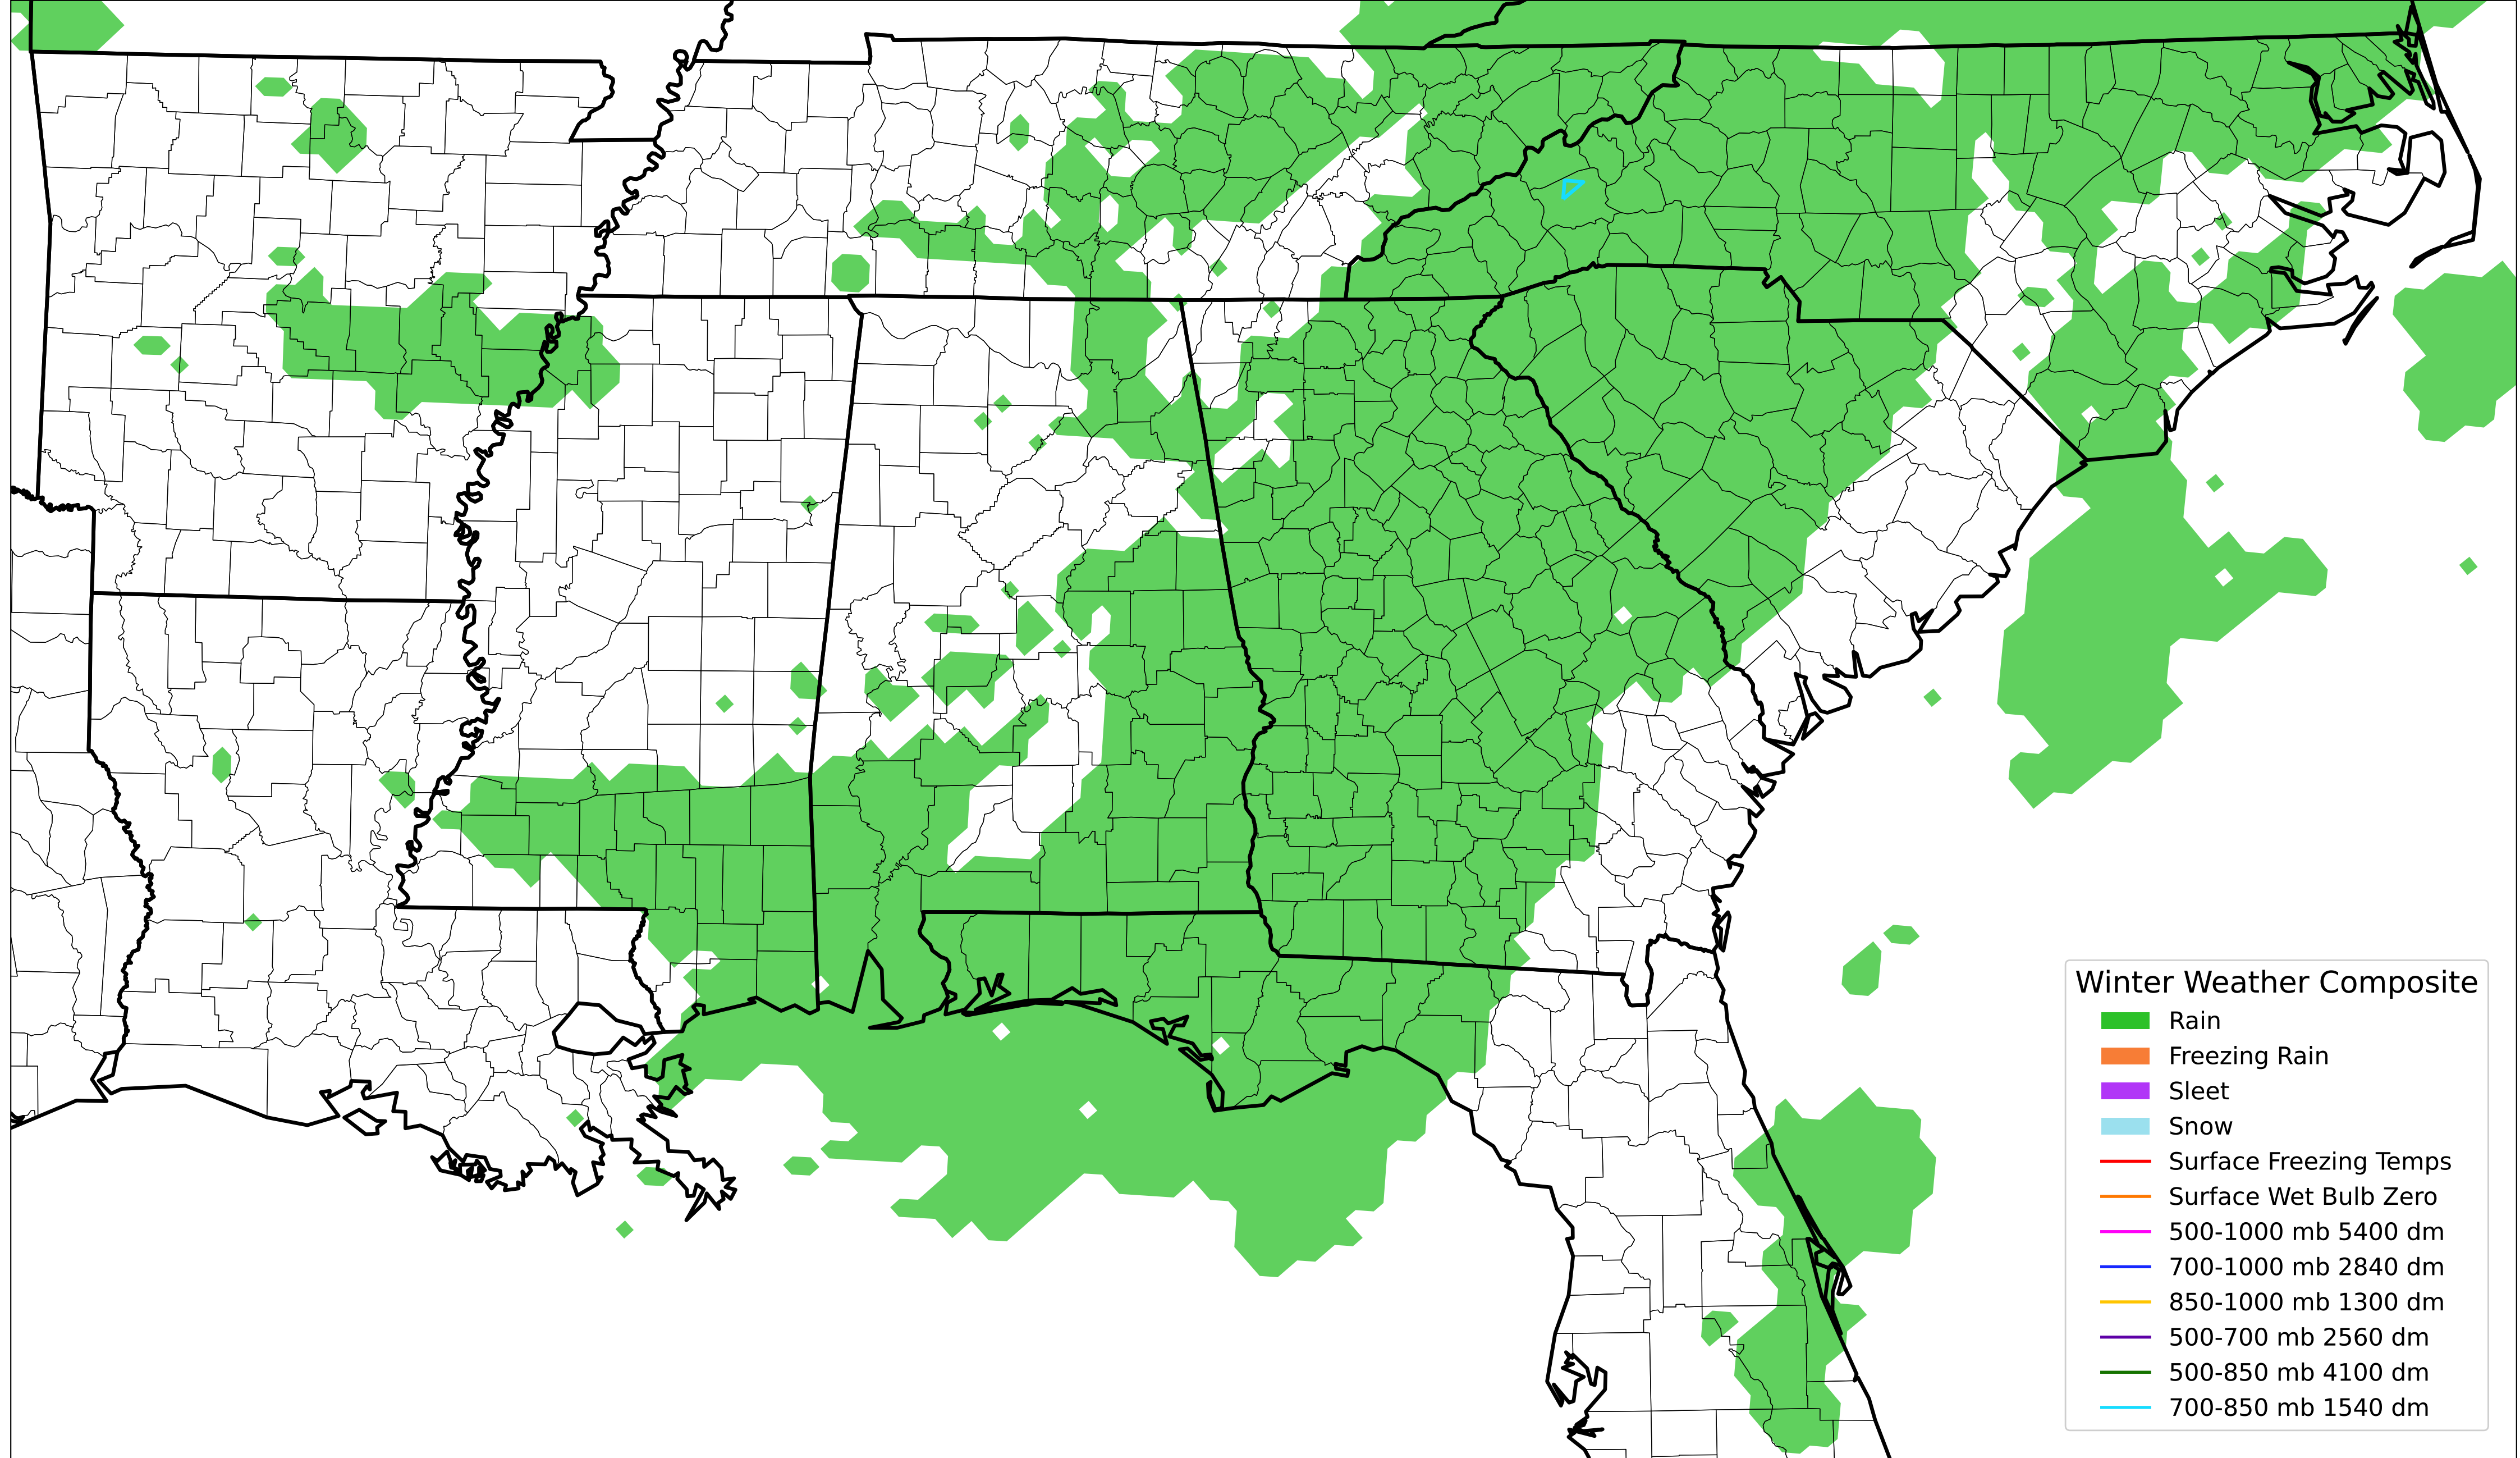 Winter Weather Composite
Rain
Freezing Rain
Sleet
Snow
Surface Freezing Temps
Surface Wet Bulb Zero
500-1000 mb 5400 dm
700-1000 mb 2840 dm
850-1000 mb 1300 dm
500-700 mb 2560 dm
500-850 mb 4100 dm
700-850 mb 1540 dm